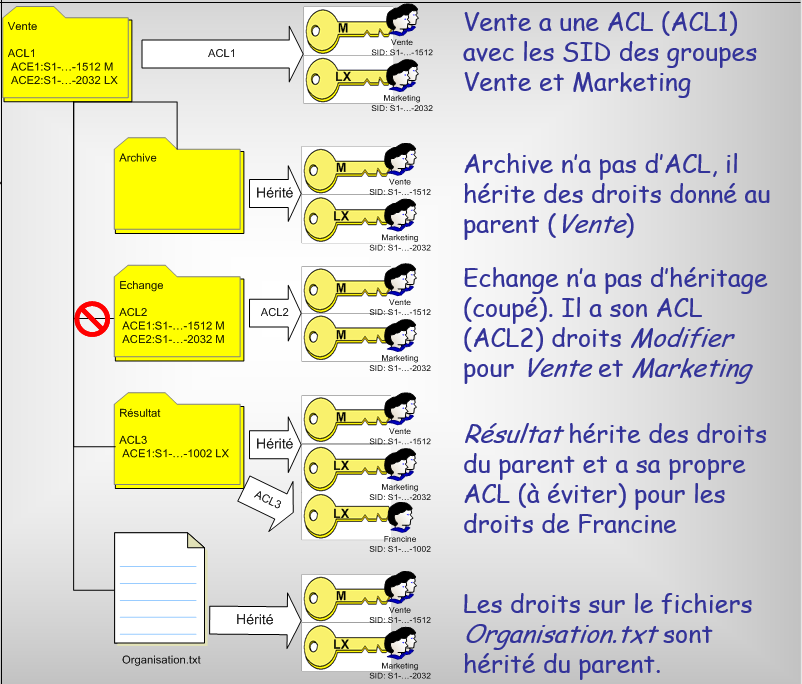 Vente
ACL1
ACE1:S1-...-1512 M
ACE2:S1-...-2032 LX
ACL1
M
Vente
SID: S1-...-1512
LX
Marketing
SID: S1-...-2032
Vente a une ACL (ACL1)
avec les SID des groupes
Vente et Marketing
Archive
Hérité
M
Vente
SID: S1-...-1512
LX
Marketing
SID: S1-...-2032
Archive n'a pas d'ACL, il
hérite des droits donné au
parent (Vente)
Echange
ACL2
ACE1:S1-...-1512 M
ACE2:S1-...-2032 M
ACL2
M
Vente
SID: S1-...-1512
M
Marketing
SID: S1-...-2032
Echange n'a pas d'héritage
(coupé). Il a son ACL
(ACL2) droits Modifier
pour Vente et Marketing
Résultat
ACL3
ACE1:S1-...-1002 LX
Hérité
ACL3
M
Vente
SID: S1-...-1512
LX
Marketing
SID: S1-...-2032
LX
Francine
SID: S1-...-1002
Résultat hérite des droits
du parent et a sa propre
ACL (à éviter) pour les
droits de Francine
Organisation.txt
Hérité
M
Vente
SID: S1-...-1512
LX
Marketing
SID: S1-...-2032
Les droits sur le fichiers
Organisation.txt sont
hérité du parent.